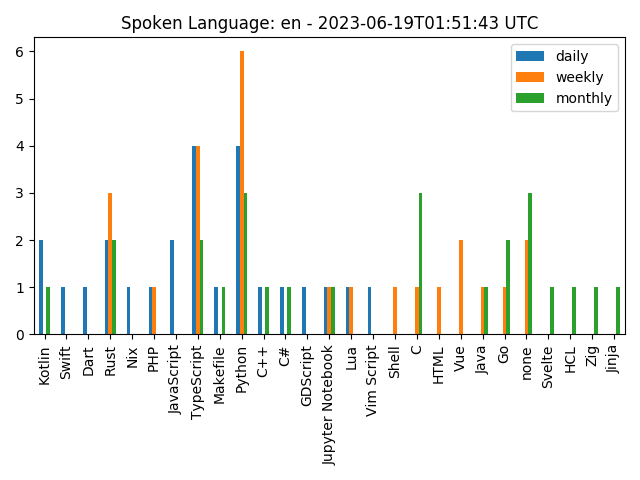 Spoken Language: en - 2023-06-19T01:51:43 UTC
daily
weekly
monthly
6
5
4
3
2
1
0
Kotlin
Swift
Dart
Rust
Nix
PHP
JavaScript
TypeScript
Makefile
Python
C++
C#
GDScript
Jupyter Notebook
Lua
Vim Script
Shell
C
HTML
Vue
Java
Go
none
Svelte
HCL
Zig
Jinja